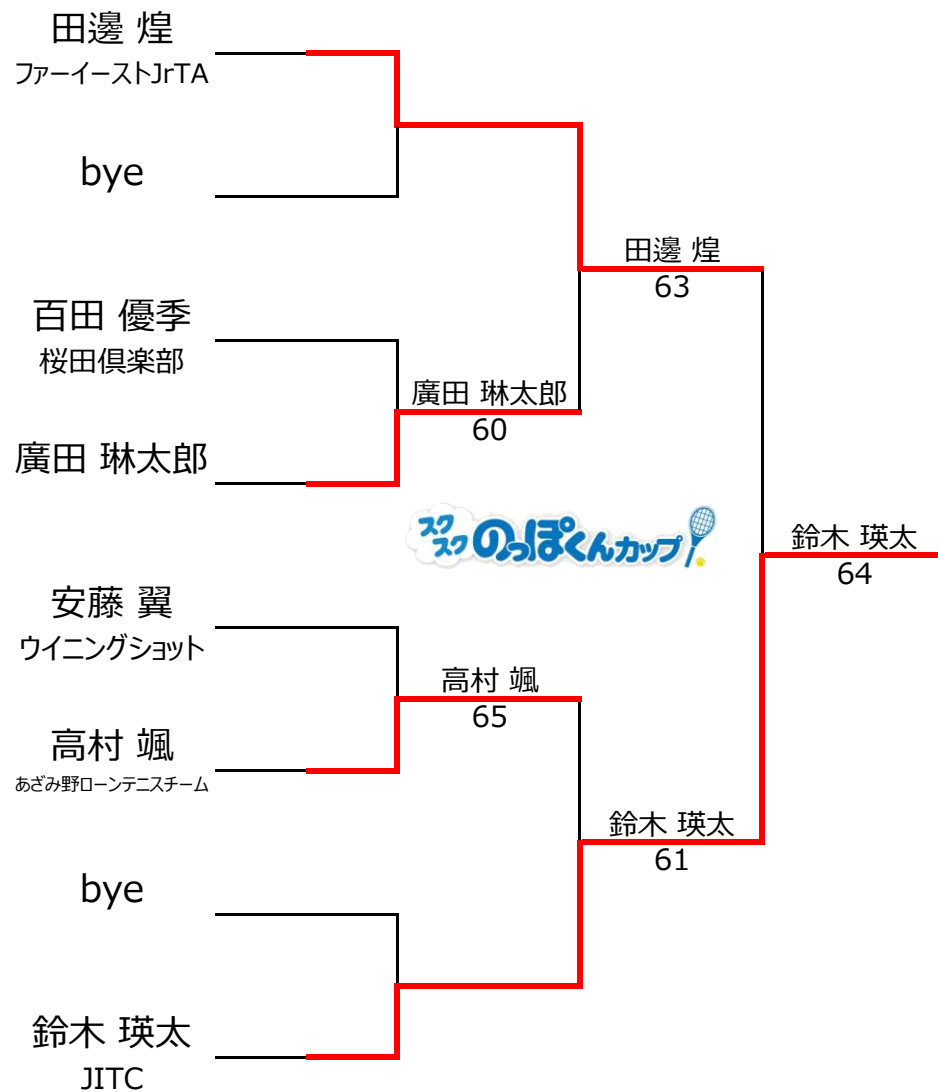 田邊 煌
ファーイーストJrTA
bye
田邊 煌
63
百田 優季
桜田倶楽部
廣田 琳太郎
60
廣田 琳太郎
スクスクのっぽくんカップ
鈴木 瑛太
64
安藤 翼
ウイニングショット
高村 颯
65
高村 颯
あざみ野ローンテニスチーム
鈴木 瑛太
61
bye
鈴木 瑛太
JITC